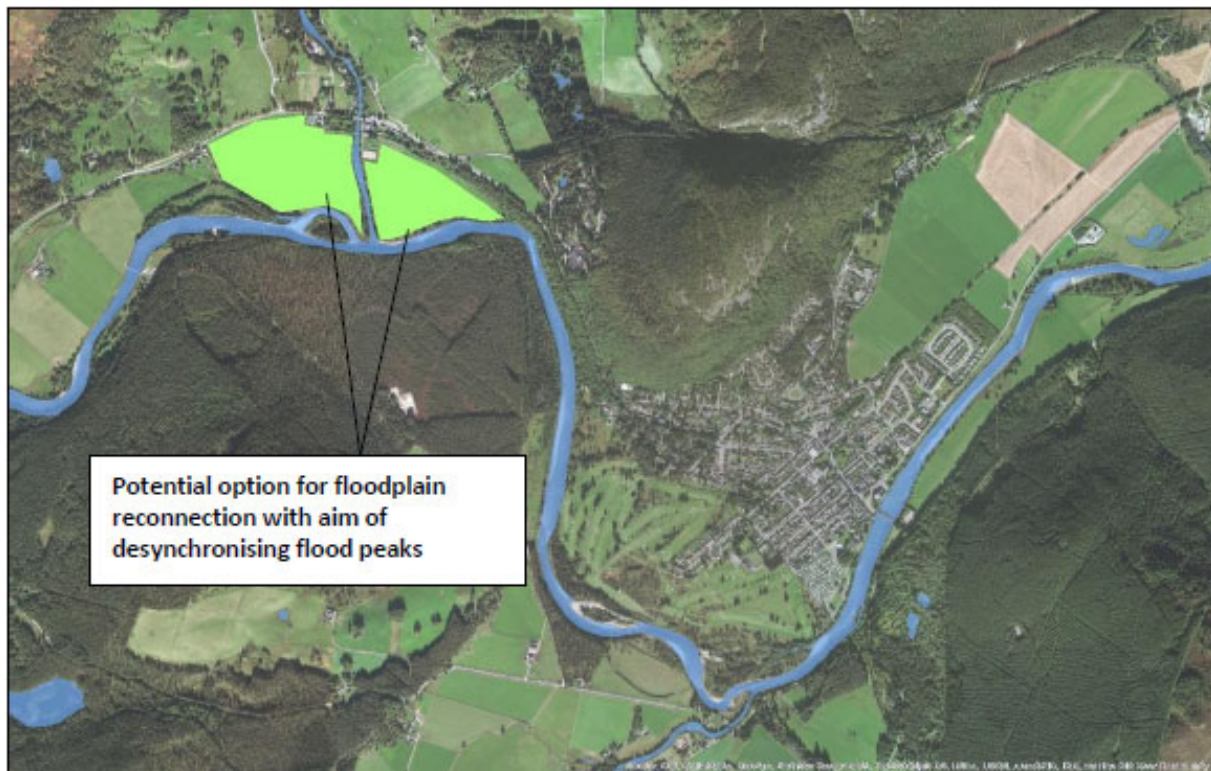 Potential option for floodplain
reconnection with aim of
desynchronising flood peaks